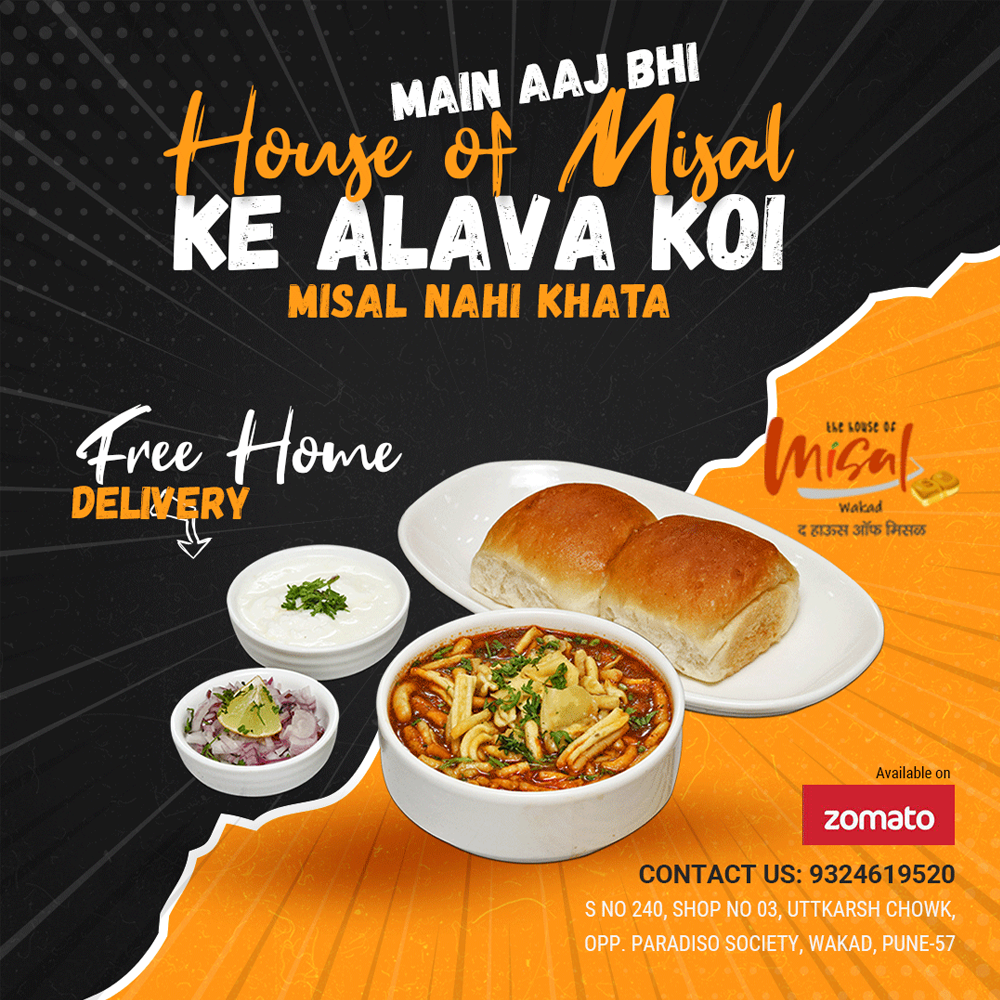 MAIN AAJ BHI
House of Misal
KE ALAVA KOI
MISAL NAHI KHATA
Free Home
DELIVERY
the house of
misal
wakad
द हाऊस ऑफ मिसळ
Available on
zomato
CONTACT US: 9324619520
S NO 240, SHOP NO 03, UTTKARSH CHOWK,
OPP. PARADISO SOCIETY, WAKAD, PUNE-57